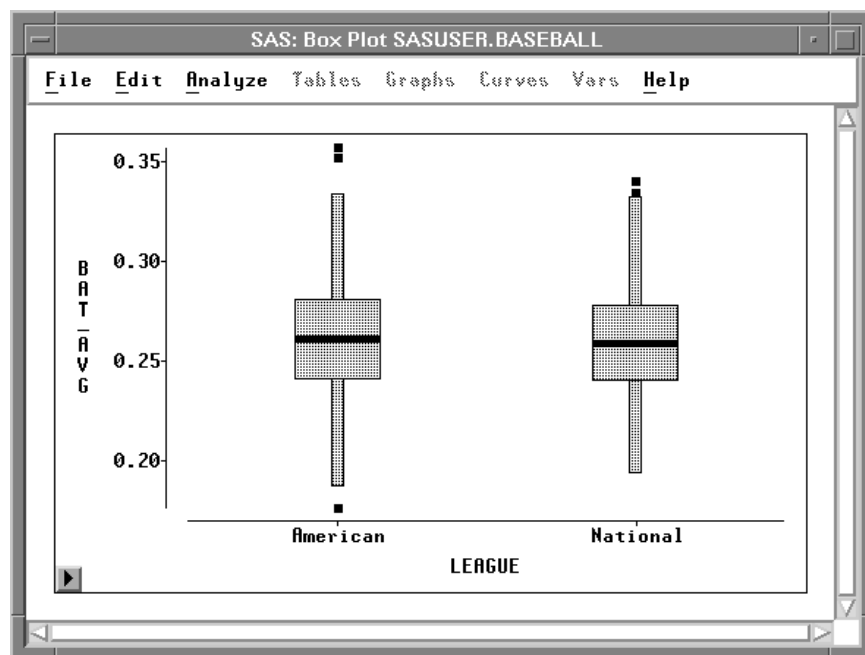 SAS: Box Plot SASUSER.BASEBALL
File Edit Analyze Tables Graphs Curves Vars Help
0.35
0.30
BAT_AVG
0.25
0.20
American National
LEAGUE